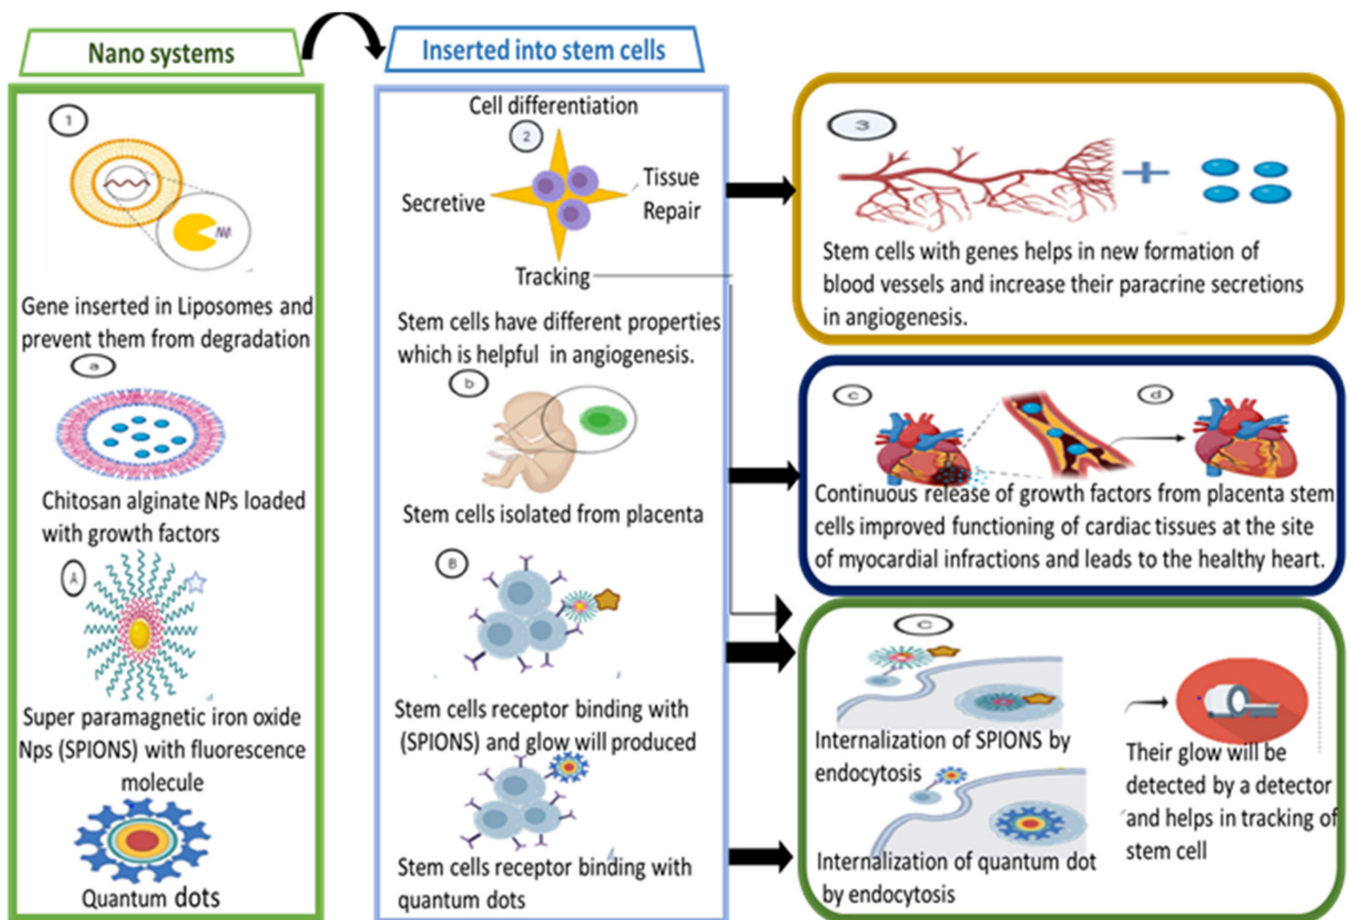 Nano systems
Inserted into stem cells
1
Gene inserted in Liposomes and
prevent them from degradation
a
Chitosan alginate NPs loaded
with growth factors
A
Super paramagnetic iron oxide
Nps (SPIONS) with fluorescence
molecule
Quantum dots
Cell differentiation
2
Secretive
Tissue
Repair
Tracking
Stem cells have different properties
which is helpful in angiogenesis.
b
Stem cells isolated from placenta
B
Stem cells receptor binding with
(SPIONS) and glow will produced
Stem cells receptor binding with
quantum dots
3
Stem cells with genes helps in new formation of
blood vessels and increase their paracrine secretions
in angiogenesis.
c
d
Continuous release of growth factors from placenta stem
cells improved functioning of cardiac tissues at the site
of myocardial infractions and leads to the healthy heart.
C
Internalization of SPIONS by
endocytosis
Internalization of quantum dot
by endocytosis
Their glow will be
detected by a detector
and helps in tracking of
stem cell